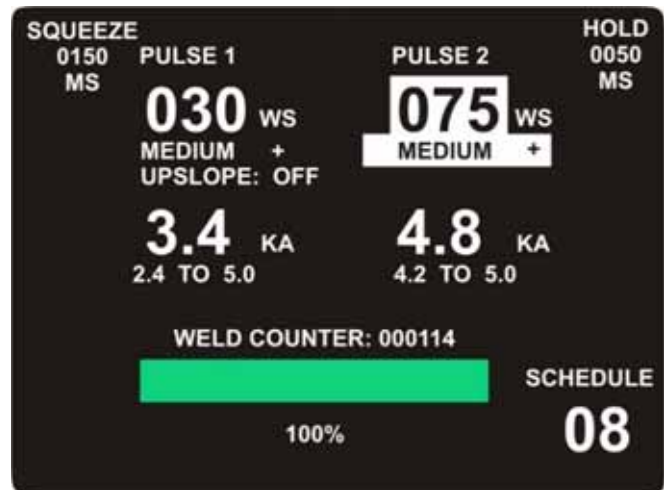 SQUEEZE
0150
MS
HOLD
0050
MS
PULSE 1
PULSE 2
030 WS
075 WS
MEDIUM +
MEDIUM +
UPSLOPE: OFF
3.4 KA
4.8 KA
2.4 TO 5.0
4.2 TO 5.0
WELD COUNTER: 000114
100%
SCHEDULE
08